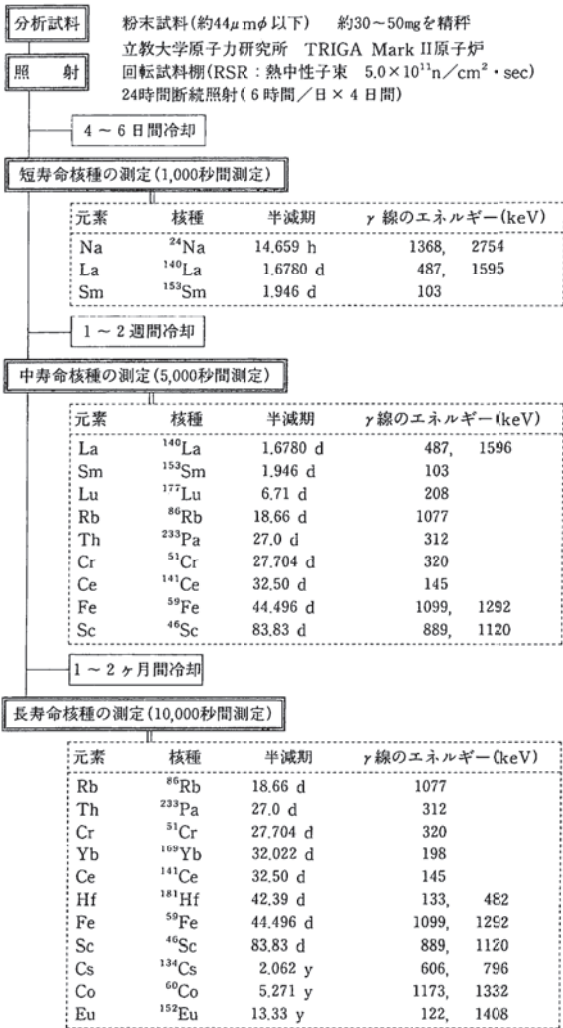 分析試料 粉末試料(約44μmφ以下) 約30~50mgを精秤
立教大学原子力研究所 TRIGA Mark II原子炉
照 射 回転試料棚(RSR:熱中性子束 5.0×10¹¹n/cm²・sec)
24時間断続照射(6時間/日×4日間)
4~6日間冷却
短寿命核種の測定(1,000秒間測定)
元素 核種 半減期 γ線のエネルギー(keV)
Na ²⁴Na 14.659 h 1368, 2754
La ¹⁴⁰La 1.6780 d 487, 1595
Sm ¹⁵³Sm 1.946 d 103
1~2週間冷却
中寿命核種の測定(5,000秒間測定)
元素 核種 半減期 γ線のエネルギー(keV)
La ¹⁴⁰La 1.6780 d 487, 1596
Sm ¹⁵³Sm 1.946 d 103
Lu ¹⁷⁷Lu 6.71 d 208
Rb ⁸⁶Rb 18.66 d 1077
Th ²³³Pa 27.0 d 312
Cr ⁵¹Cr 27.704 d 320
Ce ¹⁴¹Ce 32.50 d 145
Fe ⁵⁹Fe 44.496 d 1099, 1292
Sc ⁴⁶Sc 83.83 d 889, 1120
1~2ヶ月間冷却
長寿命核種の測定(10,000秒間測定)
元素 核種 半減期 γ線のエネルギー(keV)
Rb ⁸⁶Rb 18.66 d 1077
Th ²³³Pa 27.0 d 312
Cr ⁵¹Cr 27.704 d 320
Yb ¹⁶⁹Yb 32.022 d 198
Ce ¹⁴¹Ce 32.50 d 145
Hf ¹⁸¹Hf 42.39 d 133, 482
Fe ⁵⁹Fe 44.496 d 1099, 1292
Sc ⁴⁶Sc 83.83 d 889, 1120
Cs ¹³⁴Cs 2.062 y 606, 796
Co ⁶⁰Co 5.271 y 1173, 1332
Eu ¹⁵²Eu 13.33 y 122, 1408